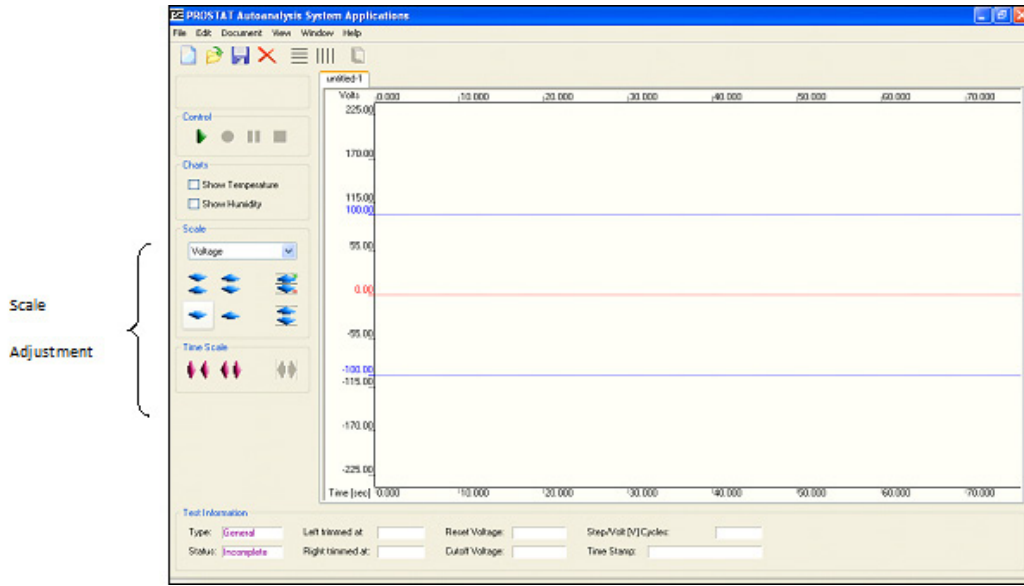 PROSTAT Autoanalysis System Applications
File Edit Document View Window Help
untitled-1
Volts 0.000 10.000 20.000 30.000 40.000 50.000 60.000 70.000
225.00
Control
170.00
Charts
Show Temperature
115.00
Show Humidity
100.00
Scale
Voltage
55.00
0.00
Scale
-55.00
Adjustment
Time Scale
-100.00
-115.00
-170.00
-225.00
Time [sec] 0.000 10.000 20.000 30.000 40.000 50.000 60.000 70.000
Test Information
Type: General Left trimmed at: Reset Voltage: Step/Volt [V] Cycles:
Status: Incomplete Right trimmed at: Cutoff Voltage: Time Stamp: